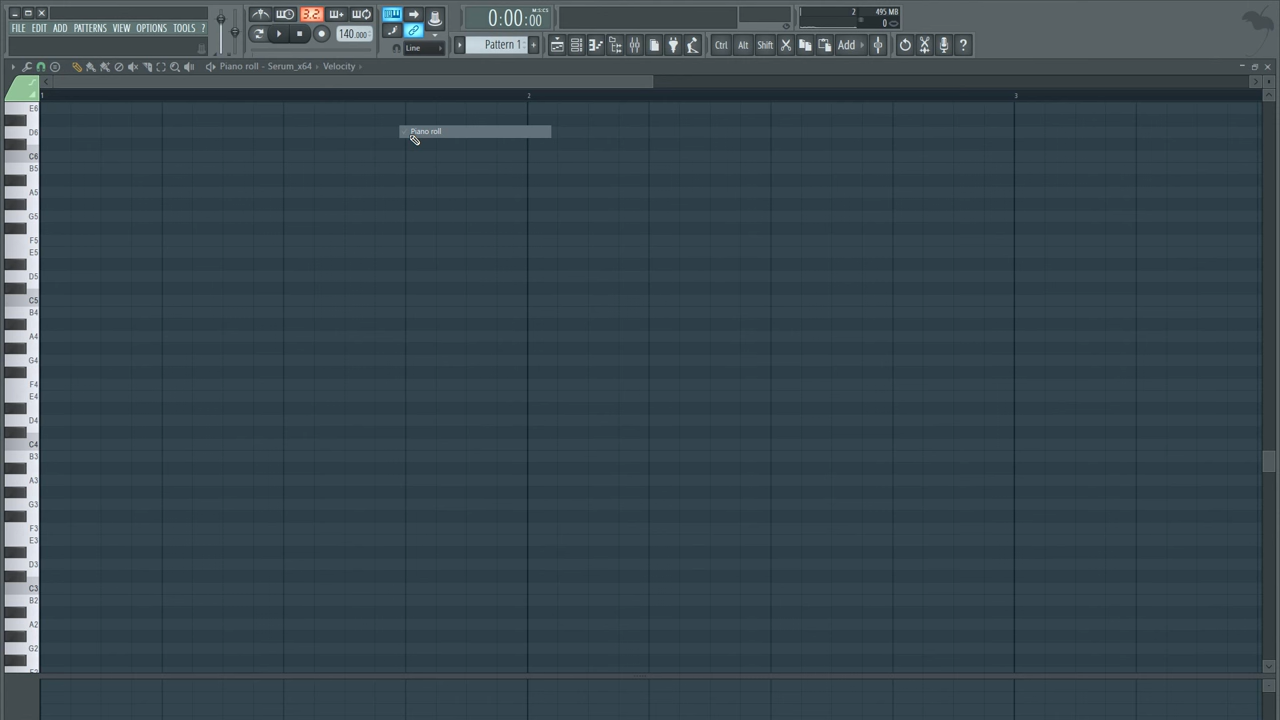 FILE EDIT ADD PATTERNS VIEW OPTIONS TOOLS ?
3.2
140.000
Line
0:00:00
M:S:CS
Pattern 1
2
495 MB
0
Ctrl Alt Shift Add
Piano roll - Serum_x64 › Velocity ›
1 2 3
Piano roll
E6
D6
C6
B5
A5
G5
F5
E5
D5
C5
B4
A4
G4
F4
E4
D4
C4
B3
A3
G3
F3
E3
D3
C3
B2
A2
G2